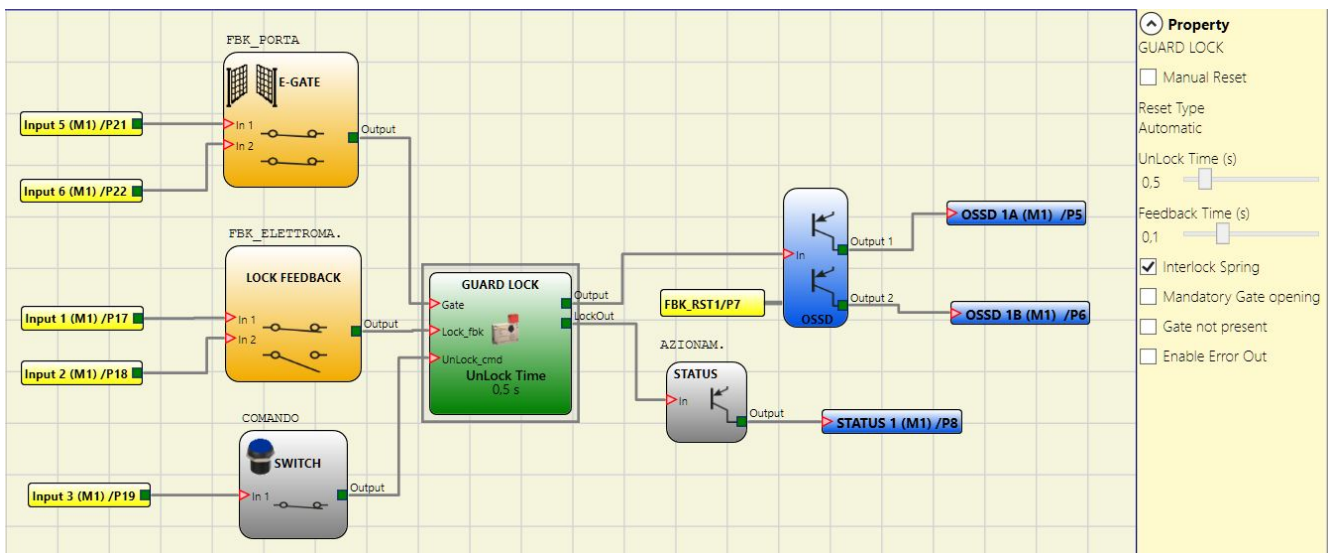 FBK_PORTA
E-GATE
Input 5 (M1) /P21
In 1
Output
In 2
Input 6 (M1) /P22
FBK_ELETTROMA.
LOCK FEEDBACK
Input 1 (M1) /P17
In 1
Output
In 2
Input 2 (M1) /P18
COMANDO
SWITCH
Input 3 (M1) /P19
In 1
Output
GUARD LOCK
Gate
Output
Lock_fbk
LockOut
UnLock_cmd
UnLock Time
0,5 s
FBK_RST1/P7
In
Output 1
Output 2
OSSD
OSSD 1A (M1) /P5
OSSD 1B (M1) /P6
AZIONAM.
STATUS
In
Output
STATUS 1 (M1) /P8
Property
GUARD LOCK
Manual Reset
Reset Type
Automatic
UnLock Time (s)
0,5
Feedback Time (s)
0,1
Interlock Spring
Mandatory Gate opening
Gate not present
Enable Error Out